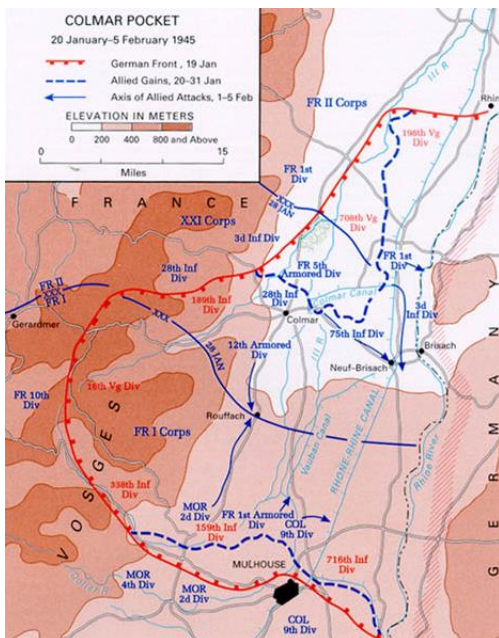 COLMAR POCKET
20 January–5 February 1945
German Front, 19 Jan
Allied Gains, 20–31 Jan
Axis of Allied Attacks, 1–5 Feb
ELEVATION IN METERS
0 200 400 800 and Above
0 15
Miles
Ill R
FR II Corps
Rhine
198th Vg
Div
FR 1st
Div
F R A N C E
XXX
28 JAN
708th Vg
Div
XXI Corps
3d Inf Div
28th Inf
Div
FR 5th
Armored Div
FR 1st
Div
189th Inf
Div
FR II
XXX
FR I
28th Inf
Div
Colmar Canal
3d
Inf Div
Gerardmer
XXX
28 JAN
Colmar
75th Inf Div
12th Armored
Div
Ill R
Brisach
Neuf-Brisach
16th Vg Div
FR 10th
Div
Rouffach
FR I Corps
Vauban Canal
RHONE-RHINE CANAL
Rhine River
G E R M A N Y
V O S G E S
338th Inf
Div
MOR
2d Div
FR 1st Armored
Div
159th Inf
Div
COL
9th Div
716th Inf
Div
MULHOUSE
MOR
4th Div
MOR
2d Div
COL
9th Div